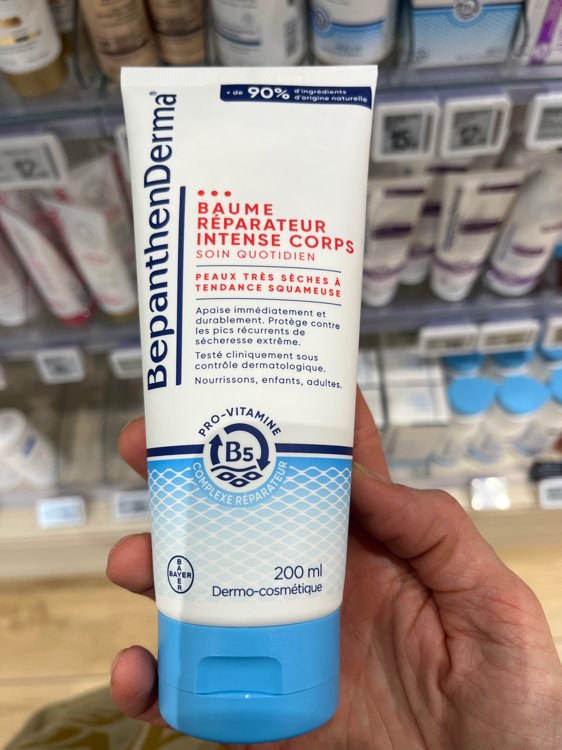 + de 90% d'ingrédients
d'origine naturelle
BepanthenDerma®
BAUME
RÉPARATEUR
INTENSE CORPS
SOIN QUOTIDIEN
PEAUX TRÈS SÈCHES À
TENDANCE SQUAMEUSE
Apaise immédiatement et
durablement. Protège contre
les pics récurrents de
sécheresse extrême.
Testé cliniquement sous
contrôle dermatologique.
Nourrissons, enfants, adultes.
PRO-VITAMINE
B5
COMPLEXE RÉPARATEUR
BAYER
BAYER
200 ml
Dermo-cosmétique